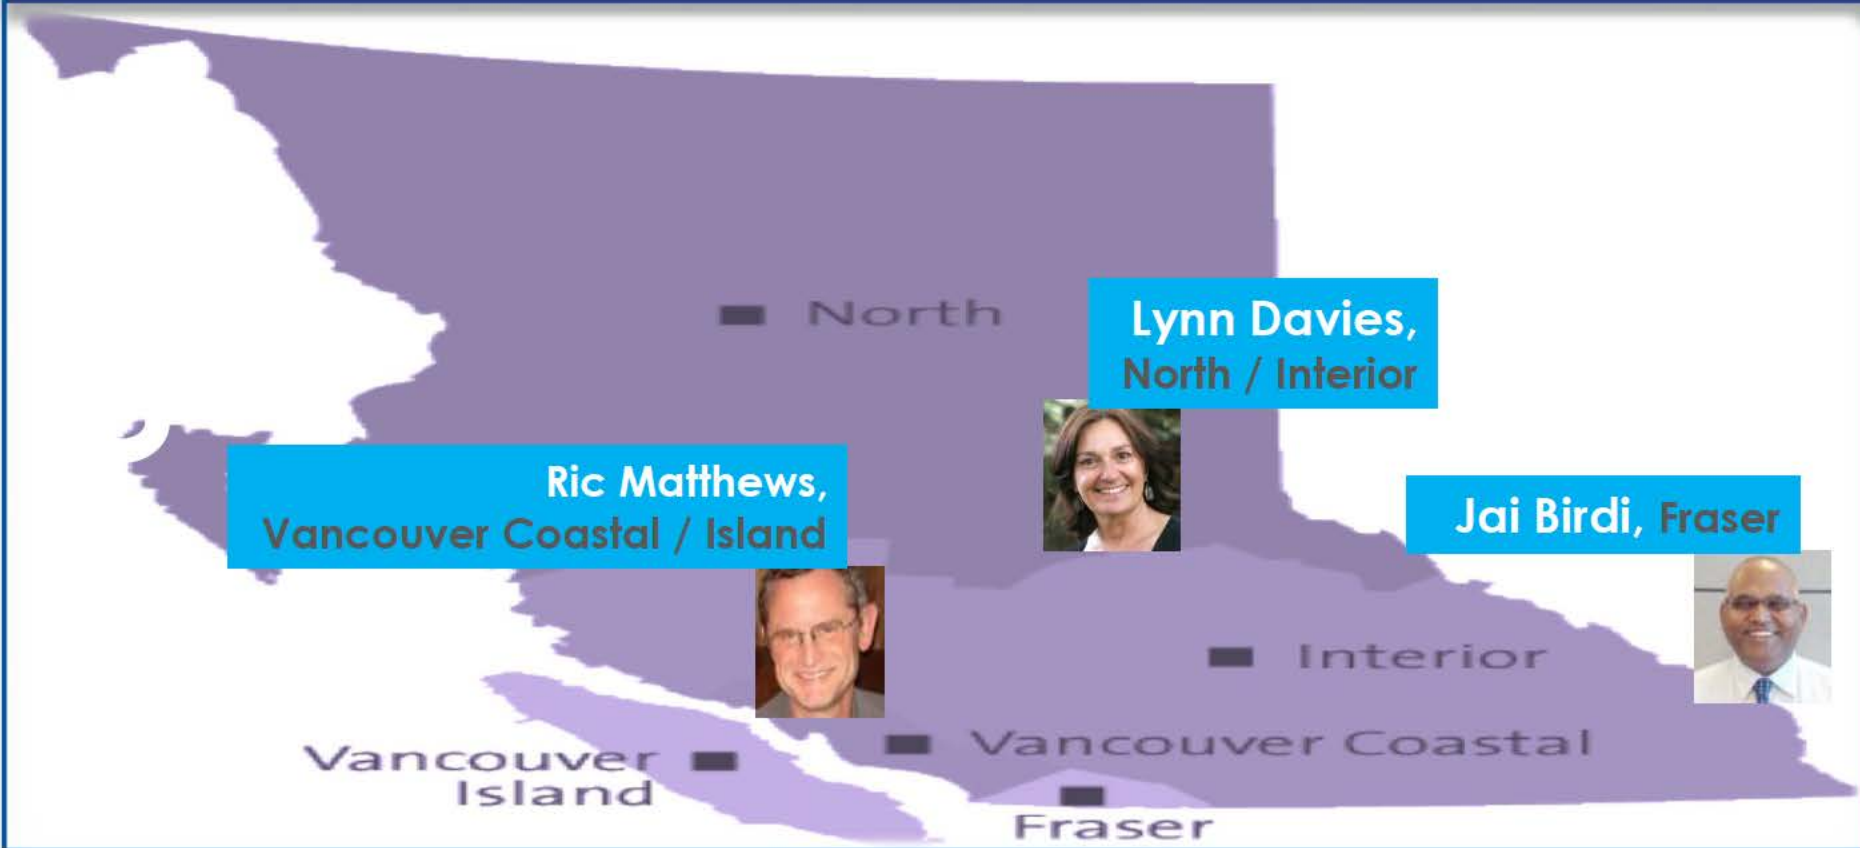 North
Lynn Davies,
North / Interior
Ric Matthews,
Vancouver Coastal / Island
Jai Birdi, Fraser
Interior
Vancouver Coastal
Vancouver
Island
Fraser